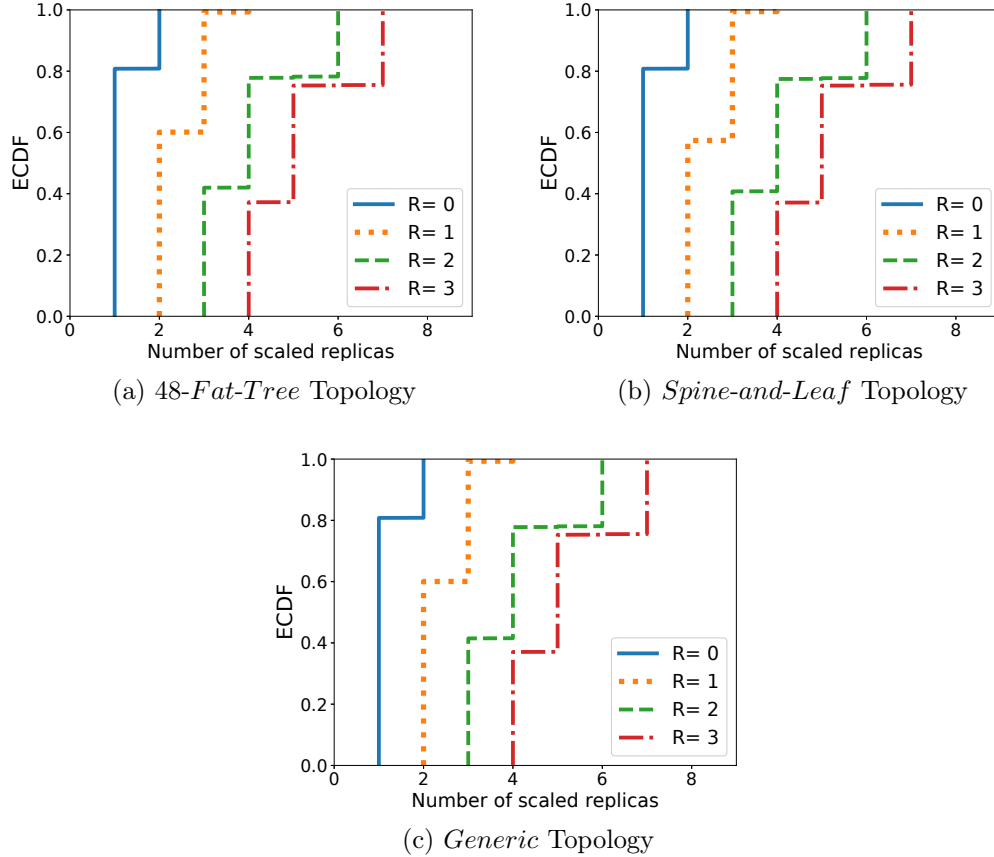 1.0
0.8
0.6
0.4
0.2
0.0
ECDF
R= 0
R= 1
R= 2
R= 3
0 2 4 6 8
Number of scaled replicas
(a) 48-Fat-Tree Topology
1.0
0.8
0.6
0.4
0.2
0.0
ECDF
R= 0
R= 1
R= 2
R= 3
0 2 4 6 8
Number of scaled replicas
(b) Spine-and-Leaf Topology
1.0
0.8
0.6
0.4
0.2
0.0
ECDF
R= 0
R= 1
R= 2
R= 3
0 2 4 6 8
Number of scaled replicas
(c) Generic Topology